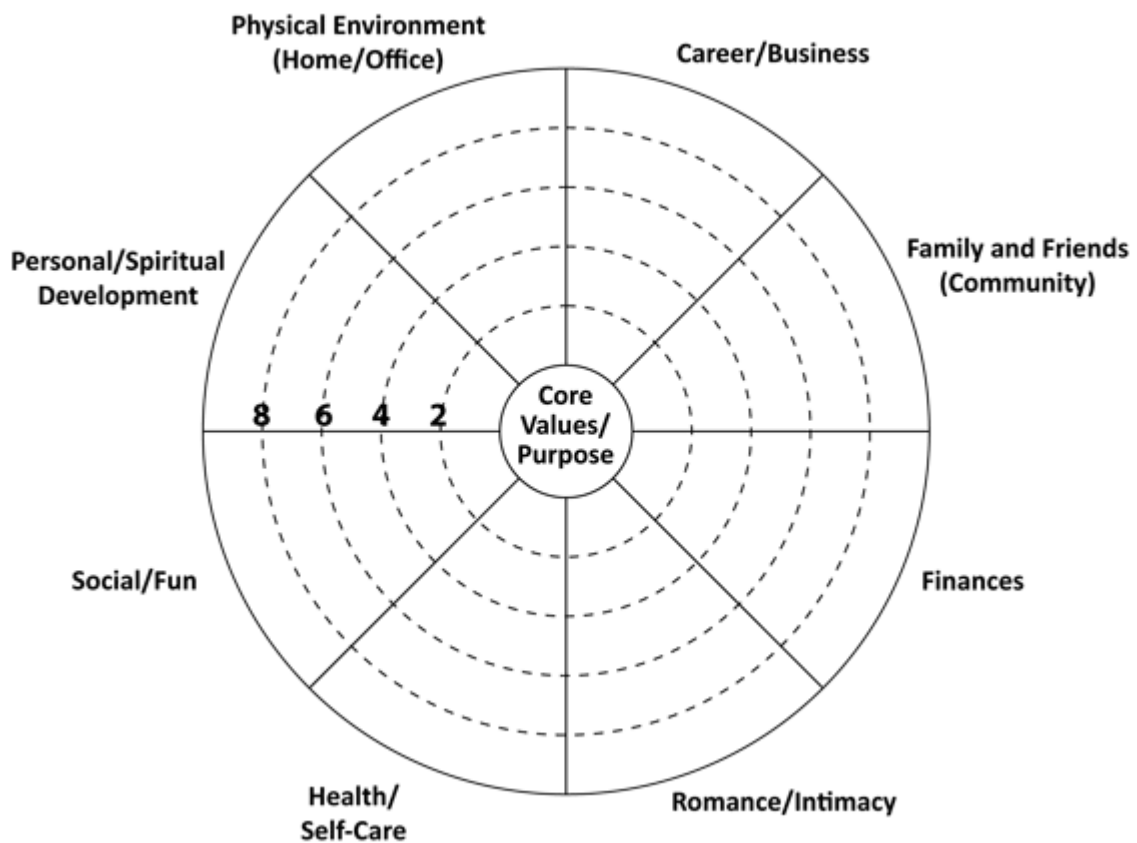 Physical Environment
(Home/Office)
Career/Business
Personal/Spiritual
Development
Family and Friends
(Community)
Core
Values/
Purpose
8 6 4 2
Social/Fun
Finances
Health/
Self-Care
Romance/Intimacy